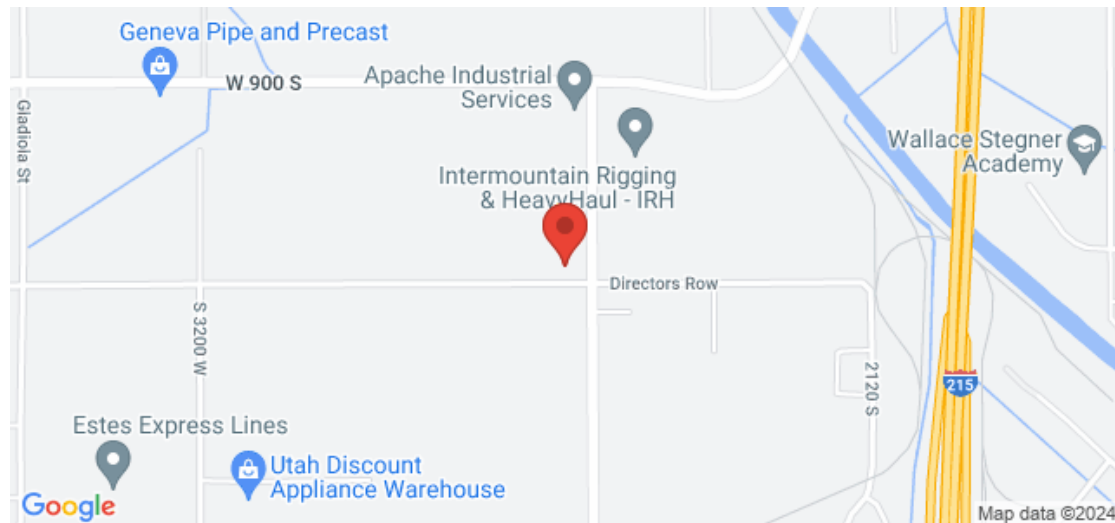 Geneva Pipe and Precast
W 900 S
Apache Industrial
Services
Gladiola St
Wallace Stegner
Academy
Intermountain Rigging
& HeavyHaul - IRH
Directors Row
S 3200 W
2120 S
215
Estes Express Lines
Utah Discount
Appliance Warehouse
Google
Map data ©2024